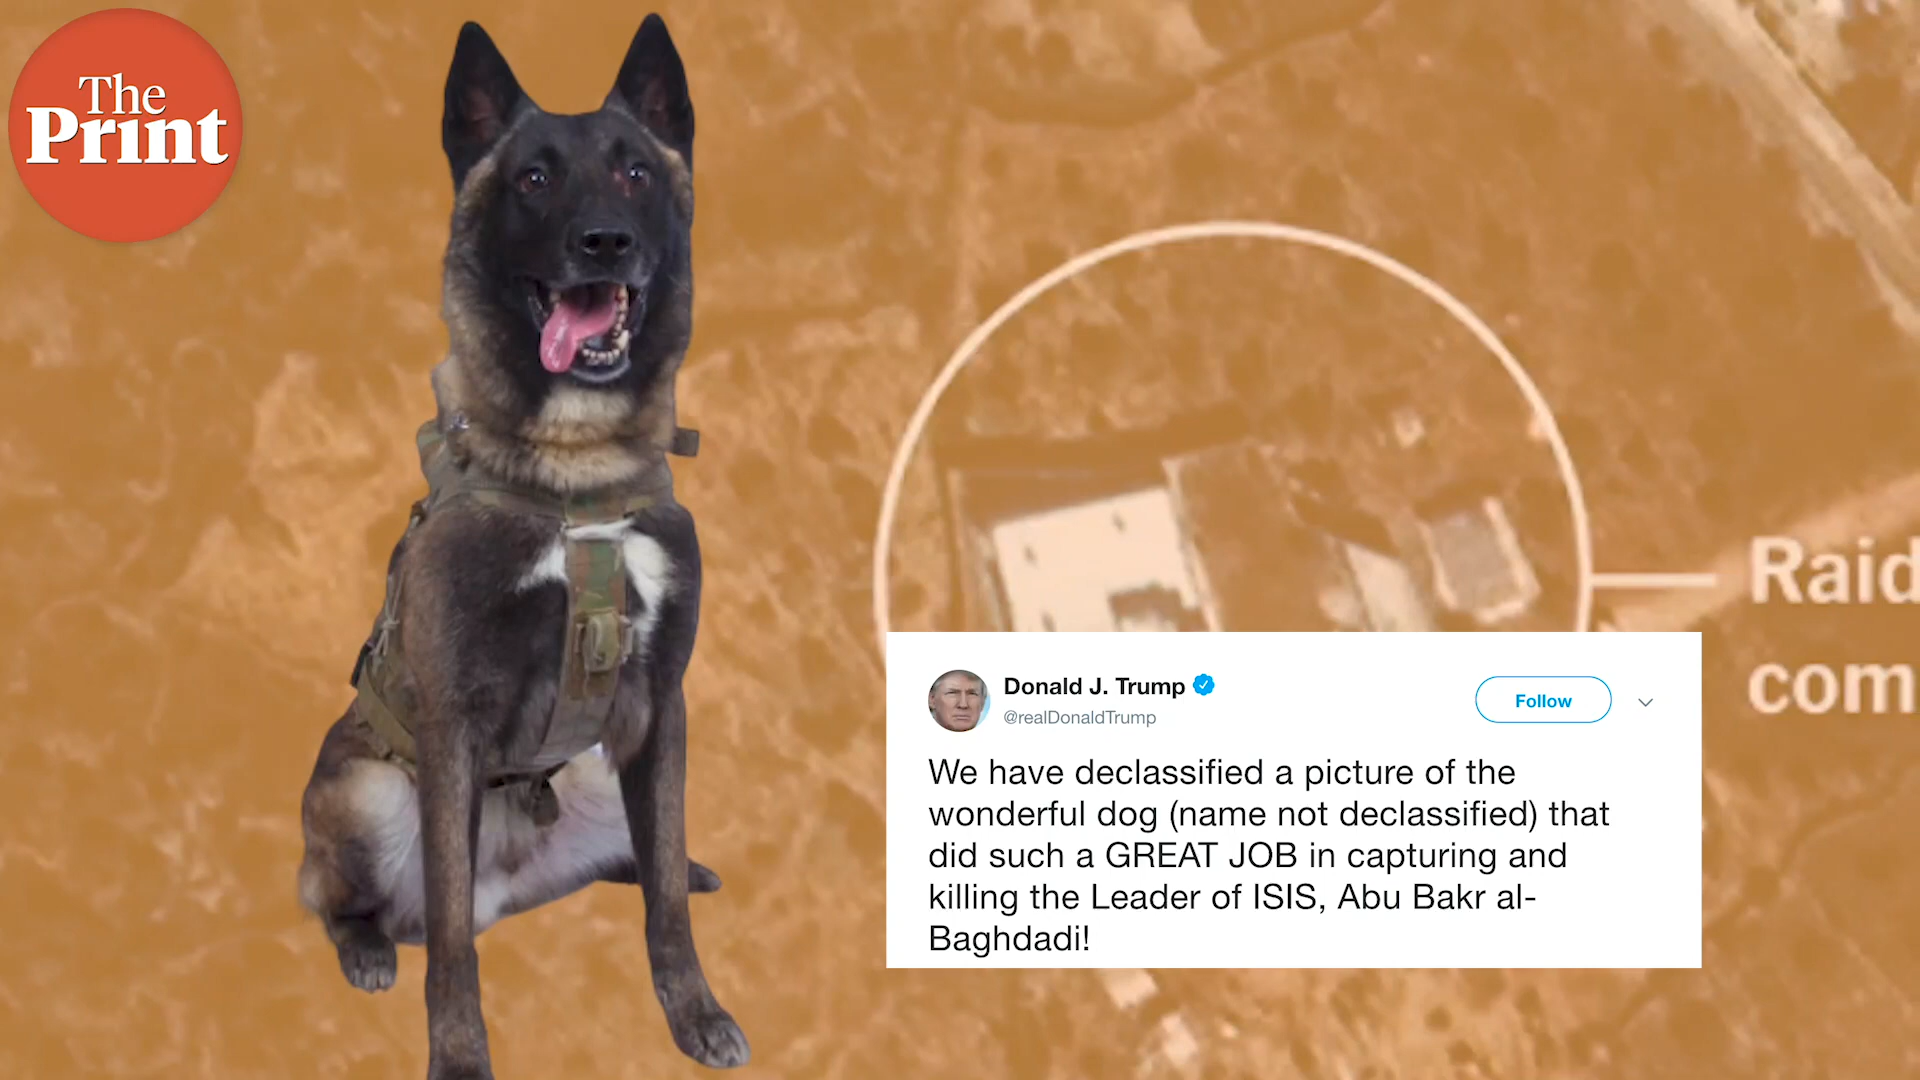 The
Print
Raid
com
Donald J. Trump
@realDonaldTrump
Follow
We have declassified a picture of the
wonderful dog (name not declassified) that
did such a GREAT JOB in capturing and
killing the Leader of ISIS, Abu Bakr al-
Baghdadi!